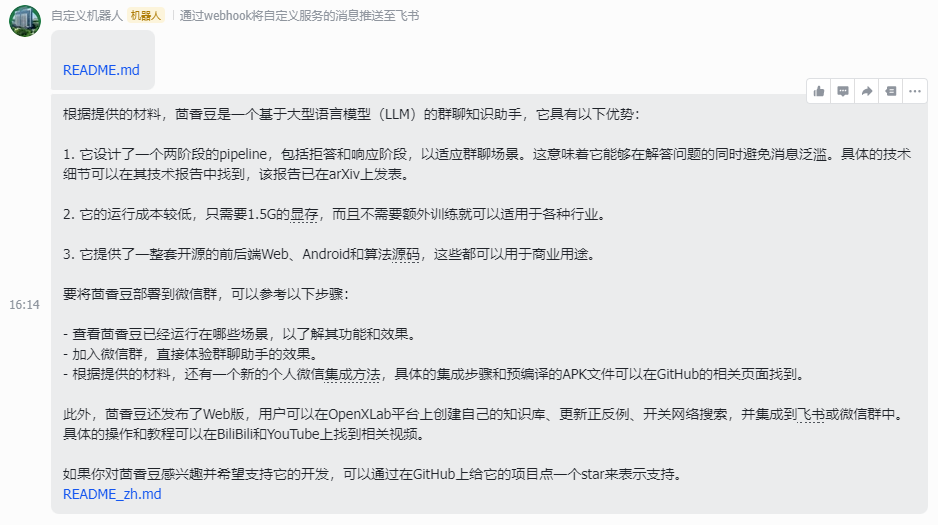 自定义机器人 机器人 通过webhook将自定义服务的消息推送至飞书
README.md
根据提供的材料，茴香豆是一个基于大型语言模型（LLM）的群聊知识助手，它具有以下优势：
1. 它设计了一个两阶段的pipeline，包括拒答和响应阶段，以适应群聊场景。这意味着它能够在解答问题的同时避免消息泛滥。具体的技术
细节可以在其技术报告中找到，该报告已在arXiv上发表。
2. 它的运行成本较低，只需要1.5G的显存，而且不需要额外训练就可以适用于各种行业。
3. 它提供了一整套开源的前后端Web、Android和算法源码，这些都可以用于商业用途。
要将茴香豆部署到微信群，可以参考以下步骤：
16:14
- 查看茴香豆已经运行在哪些场景，以了解其功能和效果。
- 加入微信群，直接体验群聊助手的效果。
- 根据提供的材料，还有一个新的个人微信集成方法，具体的集成步骤和预编译的APK文件可以在GitHub的相关页面找到。
此外，茴香豆还发布了Web版，用户可以在OpenXLab平台上创建自己的知识库、更新正反例、开关网络搜索，并集成到飞书或微信群中。
具体的操作和教程可以在BiliBili和YouTube上找到相关视频。
如果你对茴香豆感兴趣并希望支持它的开发，可以通过在GitHub上给它的项目点一个star来表示支持。
README_zh.md